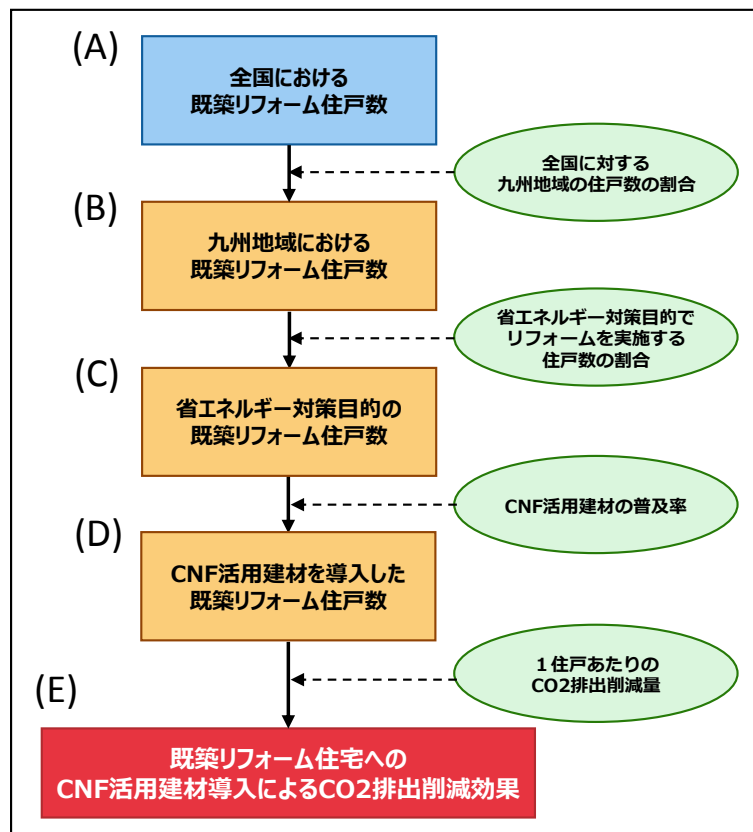 (A)
全国における
既築リフォーム住戸数
全国に対する
九州地域の住戸数の割合
(B)
九州地域における
既築リフォーム住戸数
省エネルギー対策目的で
リフォームを実施する
住戸数の割合
(C)
省エネルギー対策目的の
既築リフォーム住戸数
CNF活用建材の普及率
(D)
CNF活用建材を導入した
既築リフォーム住戸数
1住戸あたりの
CO2排出削減量
(E)
既築リフォーム住宅への
CNF活用建材導入によるCO2排出削減効果